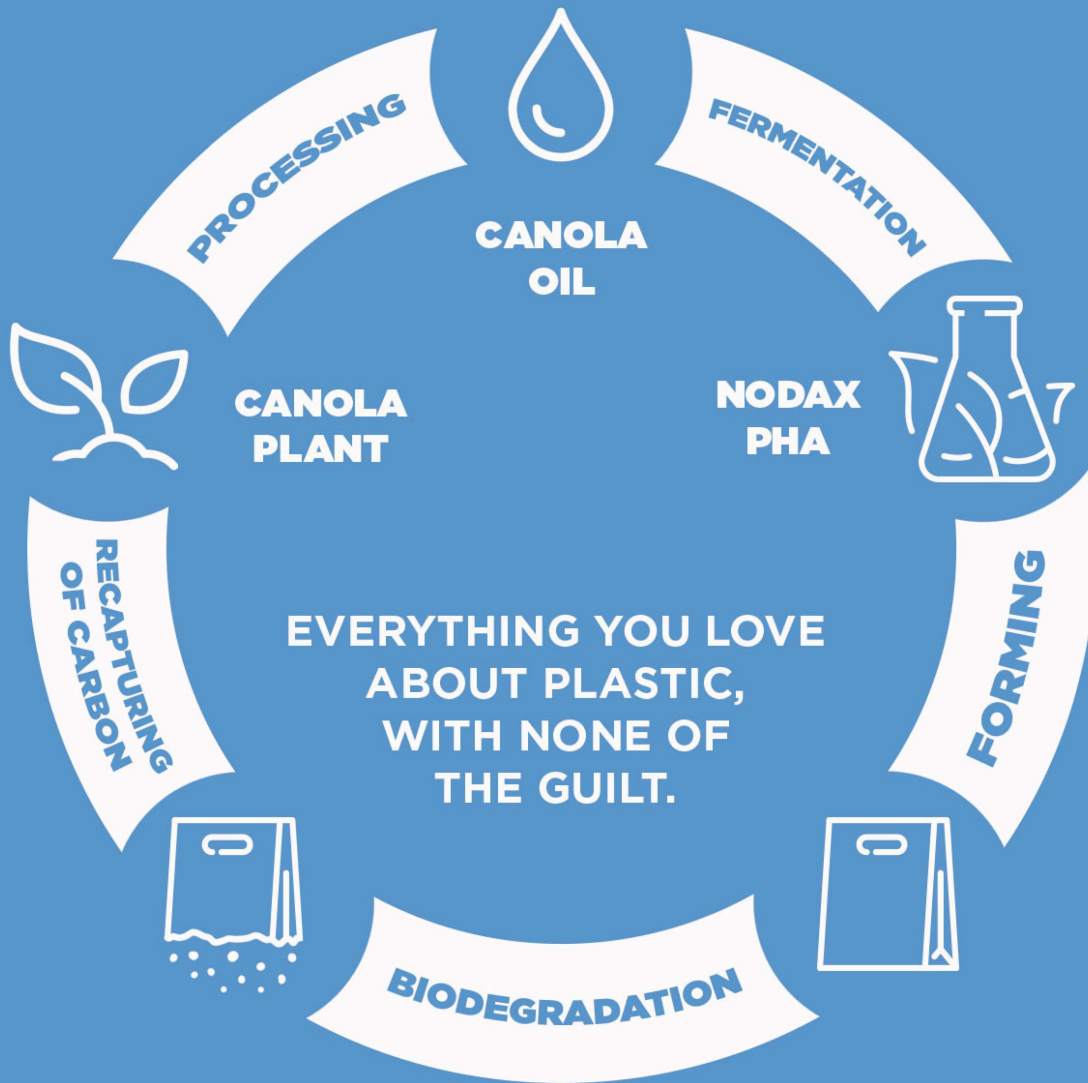 PROCESSING
FERMENTATION
CANOLA
OIL
CANOLA
PLANT
NODAX
PHA
RECAPTURING
OF CARBON
FORMING
EVERYTHING YOU LOVE
ABOUT PLASTIC,
WITH NONE OF
THE GUILT.
BIODEGRADATION